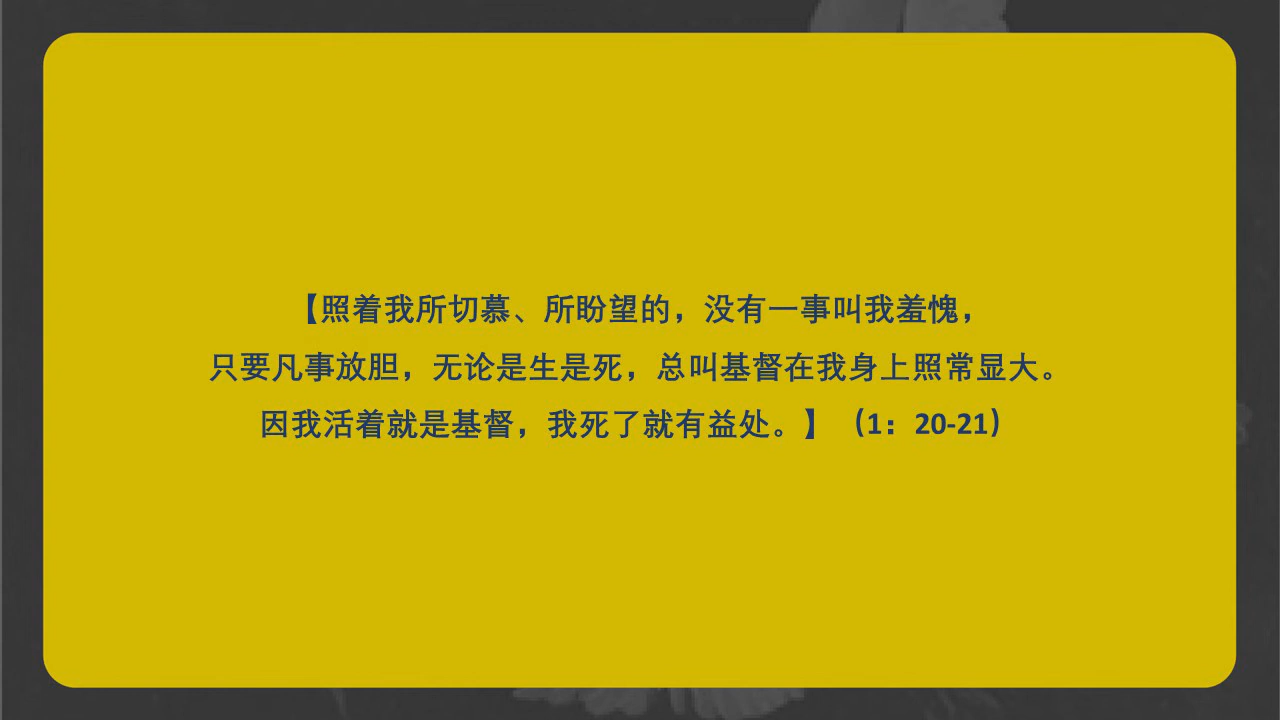 【照着我所切慕、所盼望的，没有一事叫我羞愧，
只要凡事放胆，无论是生是死，总叫基督在我身上照常显大。
因我活着就是基督，我死了就有益处。】（1：20-21）